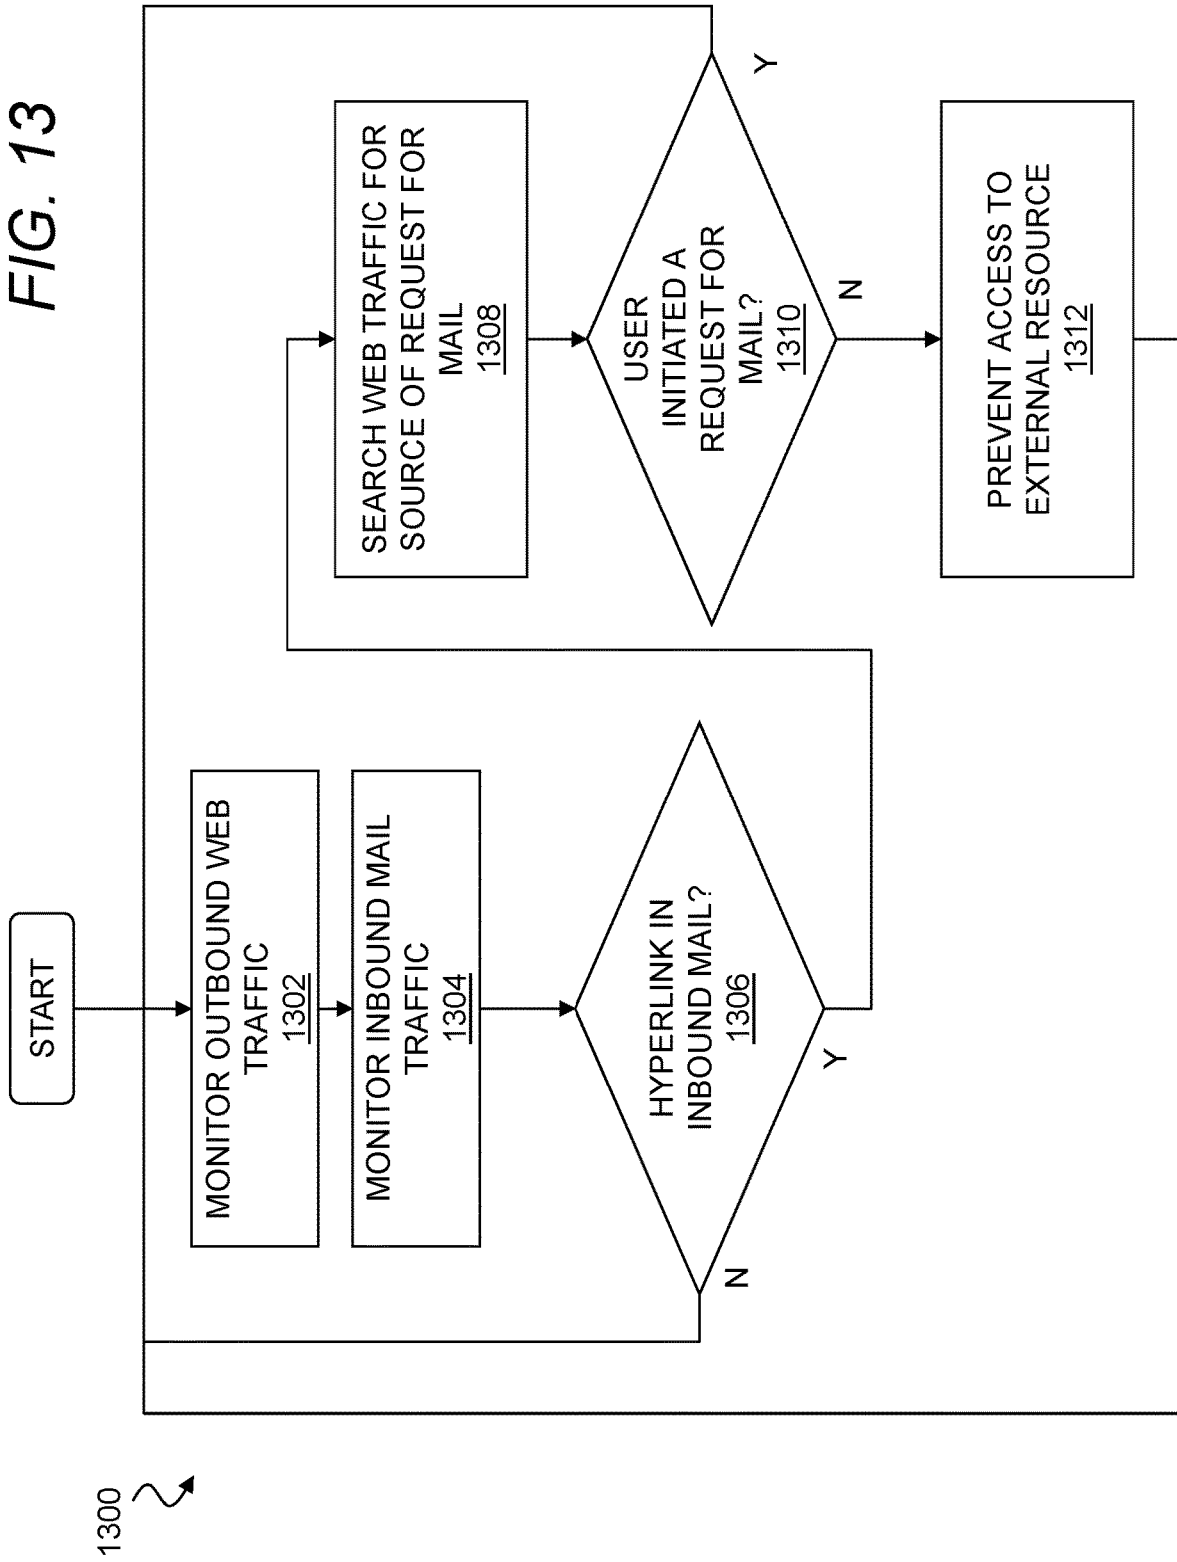 FIG. 13
1300
START
MONITOR OUTBOUND WEB
TRAFFIC
1302
MONITOR INBOUND MAIL
TRAFFIC
1304
HYPERLINK IN
INBOUND MAIL?
1306
N
Y
SEARCH WEB TRAFFIC FOR
SOURCE OF REQUEST FOR
MAIL
1308
USER
INITIATED A
REQUEST FOR
MAIL?
1310
Y
N
PREVENT ACCESS TO
EXTERNAL RESOURCE
1312